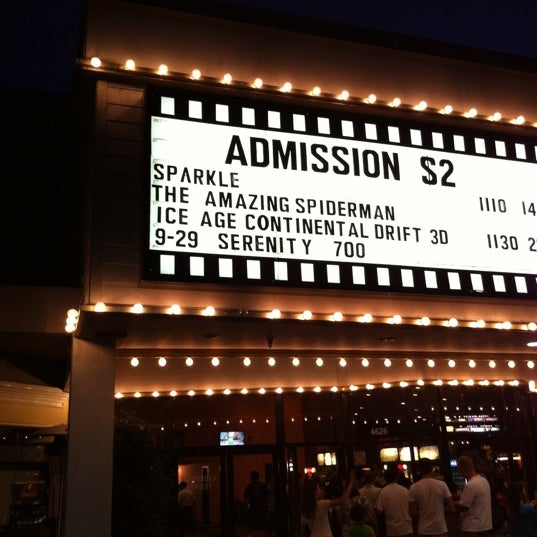 ADMISSION $2
SPARKLE
THE AMAZING SPIDERMAN 1110 14
ICE AGE CONTINENTAL DRIFT 3D 1130 2
9-29 SERENITY 700
4626